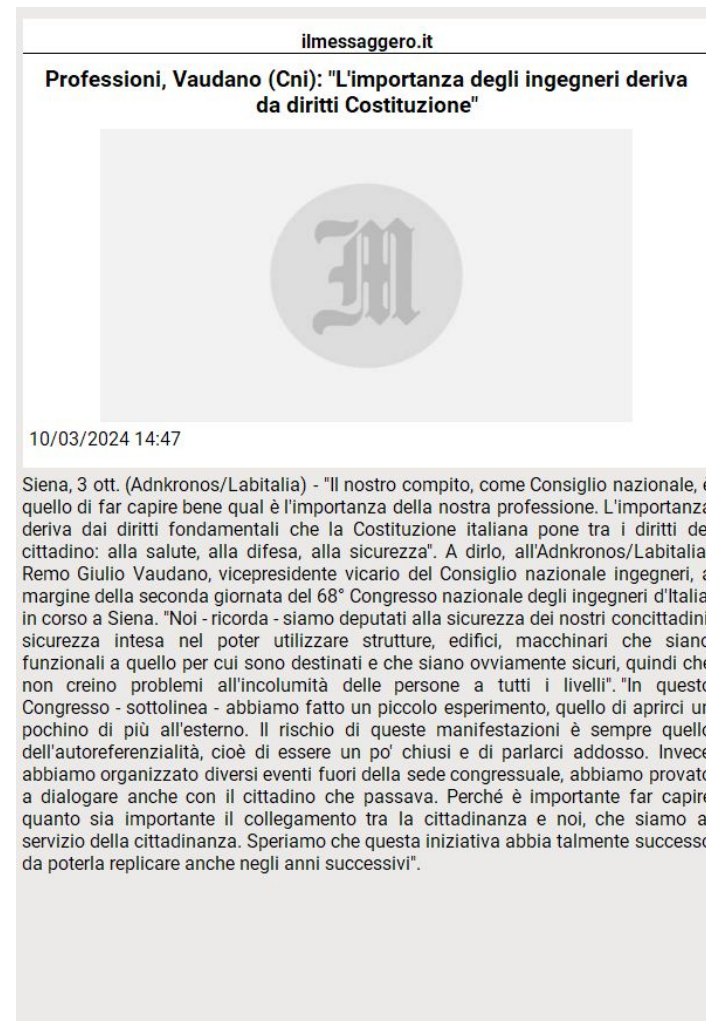 ilmessaggero.it
Professioni, Vaudano (Cni): "L'importanza degli ingegneri deriva
da diritti Costituzione"
M
10/03/2024 14:47
Siena, 3 ott. (Adnkronos/Labitalia) - "Il nostro compito, come Consiglio nazionale, è
quello di far capire bene qual è l'importanza della nostra professione. L'importanza
deriva dai diritti fondamentali che la Costituzione italiana pone tra i diritti de
cittadino: alla salute, alla difesa, alla sicurezza". A dirlo, all'Adnkronos/Labitalia
Remo Giulio Vaudano, vicepresidente vicario del Consiglio nazionale ingegneri, a
margine della seconda giornata del 68° Congresso nazionale degli ingegneri d'Italia
in corso a Siena. "Noi - ricorda - siamo deputati alla sicurezza dei nostri concittadini
sicurezza intesa nel poter utilizzare strutture, edifici, macchinari che siano
funzionali a quello per cui sono destinati e che siano ovviamente sicuri, quindi che
non creino problemi all'incolumità delle persone a tutti i livelli". "In questo
Congresso - sottolinea - abbiamo fatto un piccolo esperimento, quello di aprirci un
pochino di più all'esterno. Il rischio di queste manifestazioni è sempre quello
dell'autoreferenzialità, cioè di essere un po' chiusi e di parlarci addosso. Invece
abbiamo organizzato diversi eventi fuori della sede congressuale, abbiamo provato
a dialogare anche con il cittadino che passava. Perché è importante far capire
quanto sia importante il collegamento tra la cittadinanza e noi, che siamo a
servizio della cittadinanza. Speriamo che questa iniziativa abbia talmente successo
da poterla replicare anche negli anni successivi".